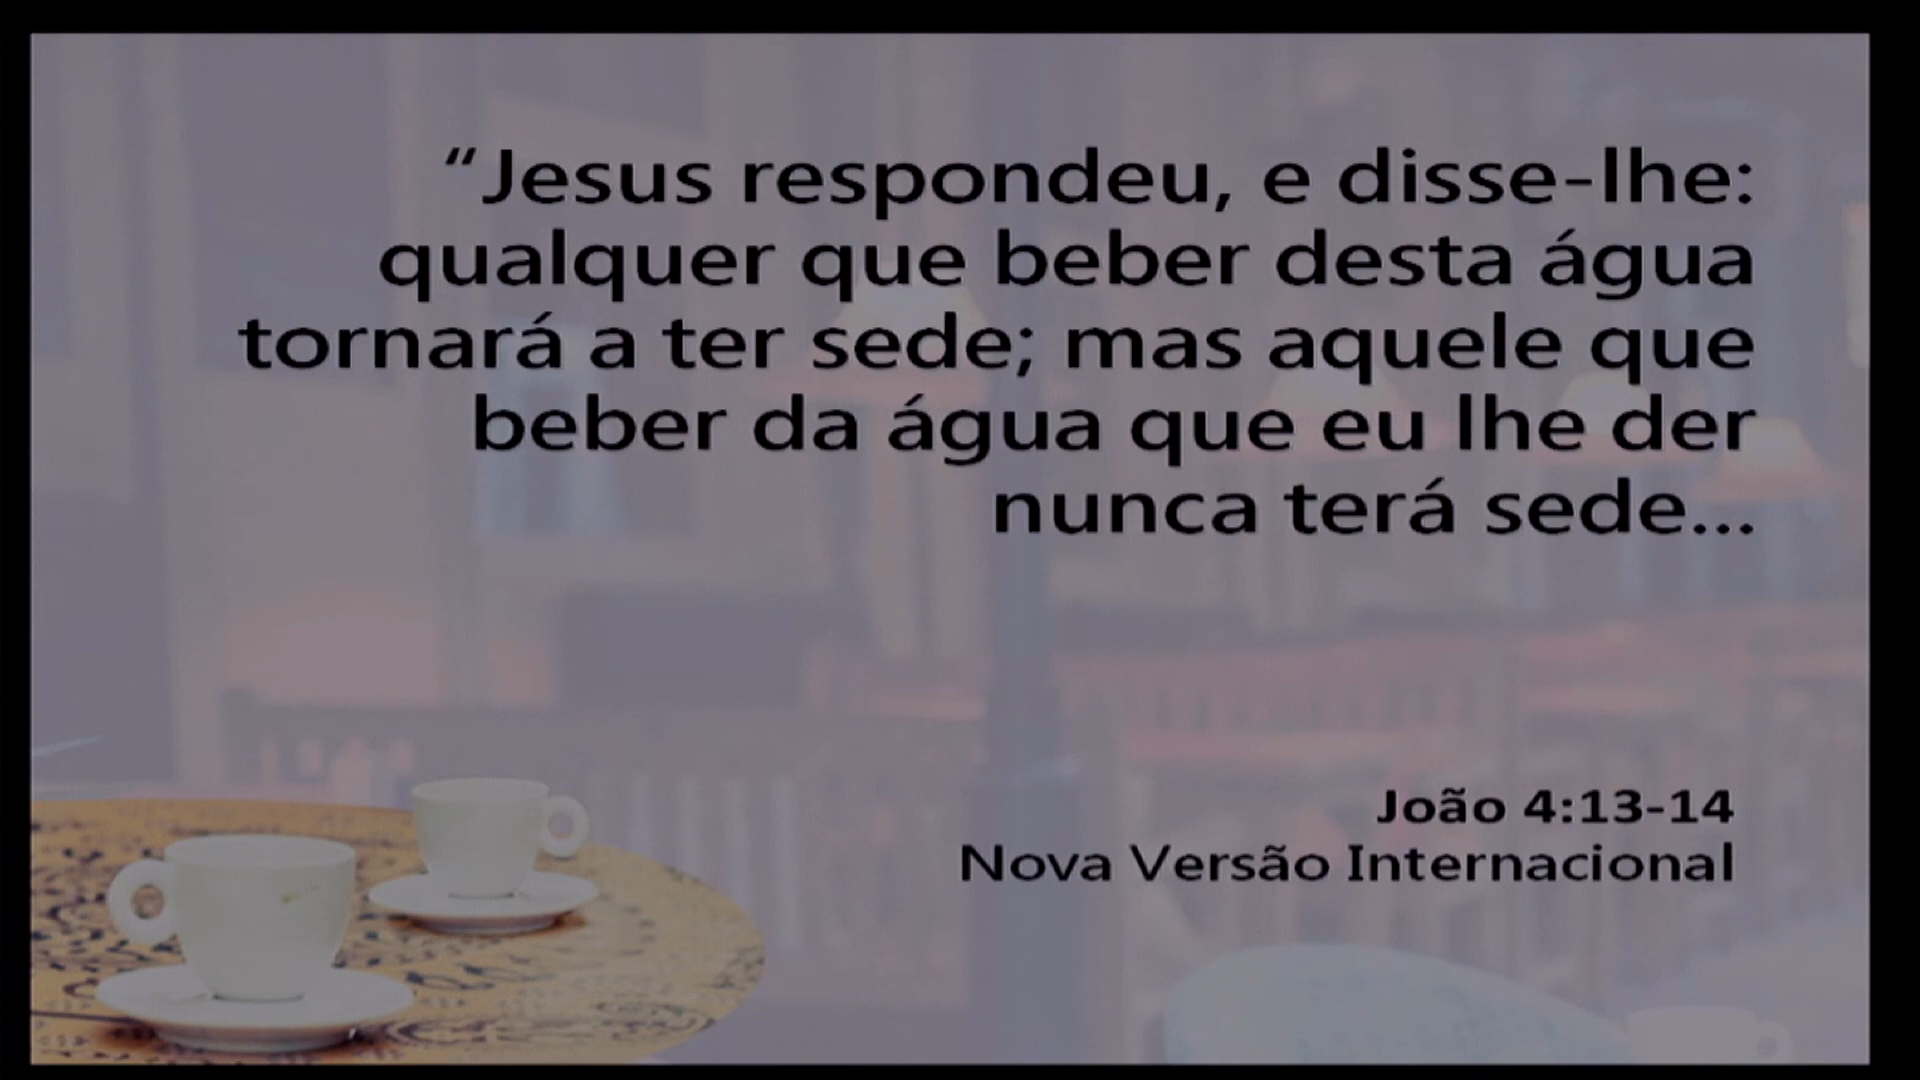 “Jesus respondeu, e disse-lhe:
qualquer que beber desta água
tornará a ter sede; mas aquele que
beber da água que eu lhe der
nunca terá sede...
João 4:13-14
Nova Versão Internacional